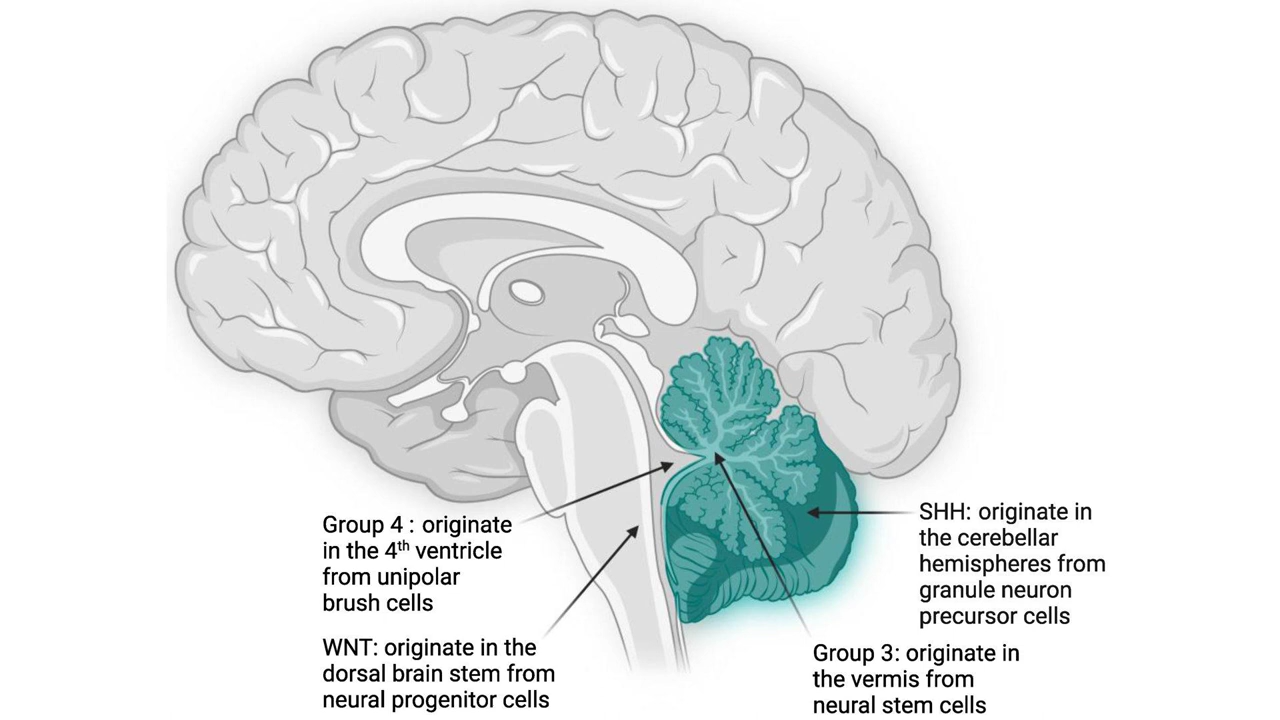 Group 4 : originate
in the 4th ventricle
from unipolar
brush cells
WNT: originate in the
dorsal brain stem from
neural progenitor cells
SHH: originate in
the cerebellar
hemispheres from
granule neuron
precursor cells
Group 3: originate in
the vermis from
neural stem cells